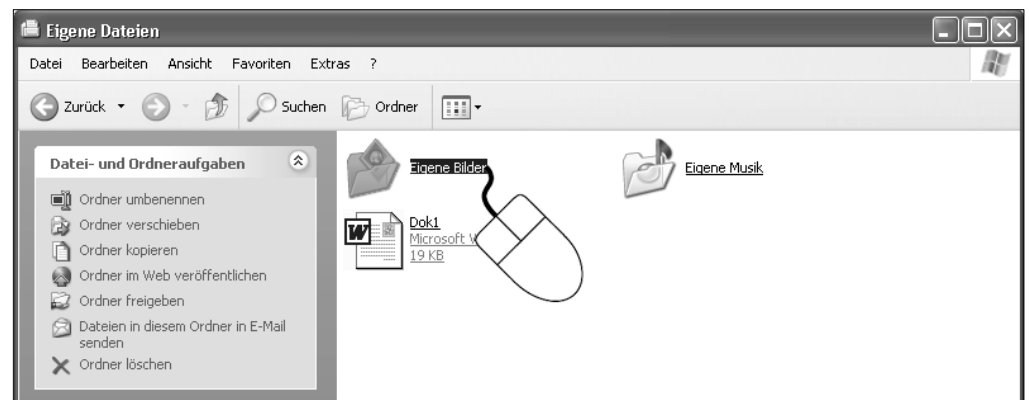 Eigene Dateien
Datei Bearbeiten Ansicht Favoriten Extras ?
Zurück Suchen Ordner
Datei- und Ordneraufgaben
Ordner umbenennen
Ordner verschieben
Ordner kopieren
Ordner im Web veröffentlichen
Ordner freigeben
Dateien in diesem Ordner in E-Mail
senden
Ordner löschen
Eigene Bilder
Eigene Musik
W
Dok1
Microsoft
19 KB